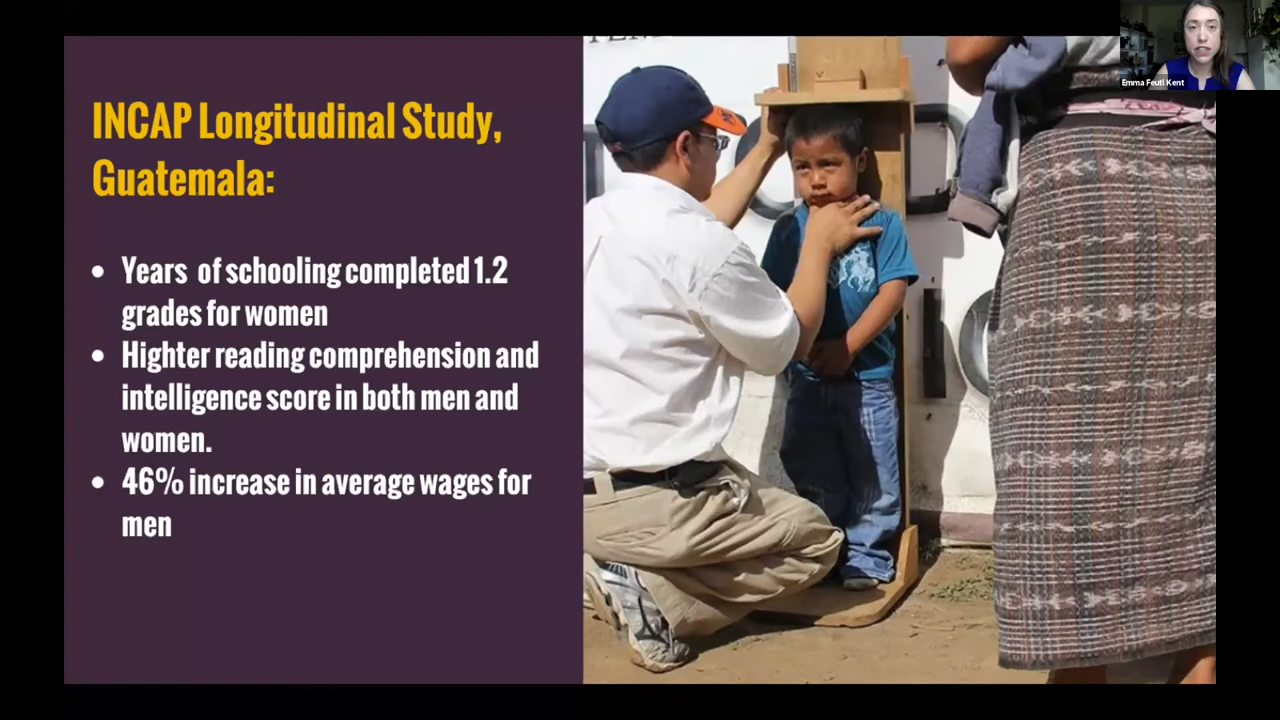 INCAP Longitudinal Study,
Guatemala:
Years of schooling completed 1.2
grades for women
Highter reading comprehension and
intelligence score in both men and
women.
46% increase in average wages for
men
Emma Feutl Kent